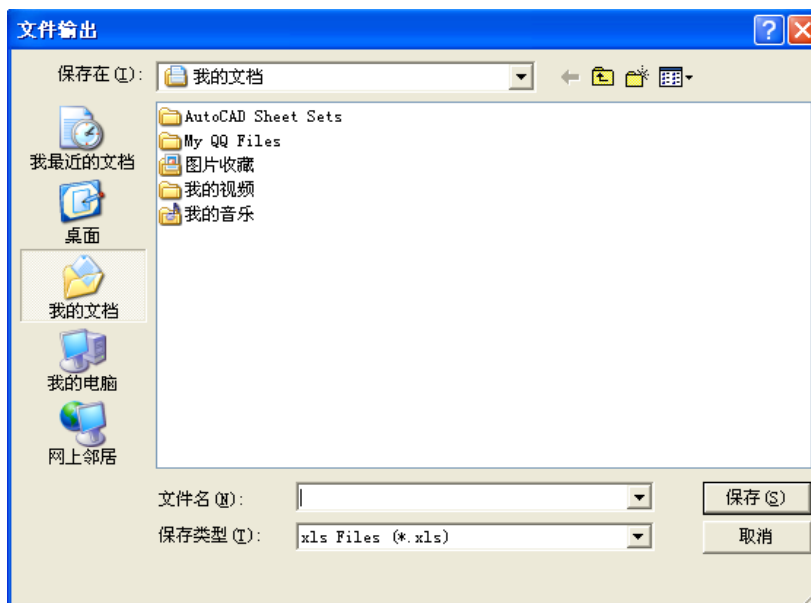 文件输出
保存在(I): 我的文档
AutoCAD Sheet Sets
My QQ Files
图片收藏
我的视频
我的音乐
我最近的文档
桌面
我的文档
我的电脑
网上邻居
文件名(N): 保存(S)
保存类型(T): xls Files (*.xls) 取消